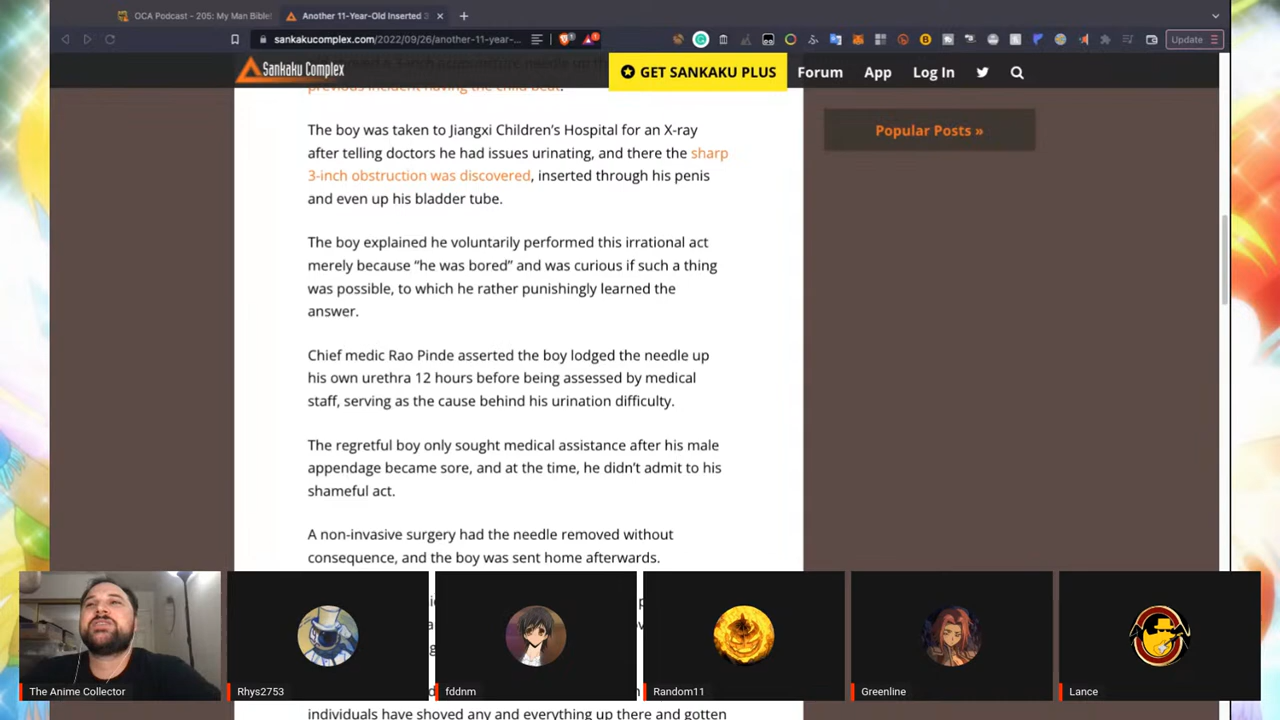 OCA Podcast - 205: My Man Bible!
Another 11-Year-Old Inserted
sankakucomplex.com/2022/09/26/another-11-year-...
Update
Sankaku Complex
GET SANKAKU PLUS
Forum
App
Log In
previous incident having the child beat.
Popular Posts »
The boy was taken to Jiangxi Children's Hospital for an X-ray
after telling doctors he had issues urinating, and there the sharp
3-inch obstruction was discovered, inserted through his penis
and even up his bladder tube.
The boy explained he voluntarily performed this irrational act
merely because “he was bored” and was curious if such a thing
was possible, to which he rather punishingly learned the
answer.
Chief medic Rao Pinde asserted the boy lodged the needle up
his own urethra 12 hours before being assessed by medical
staff, serving as the cause behind his urination difficulty.
The regretful boy only sought medical assistance after his male
appendage became sore, and at the time, he didn't admit to his
shameful act.
A non-invasive surgery had the needle removed without
consequence, and the boy was sent home afterwards.
The Anime Collector
Rhys2753
fddnm
Random11
Greenline
Lance
individuals have shoved any and everything up there and gotten